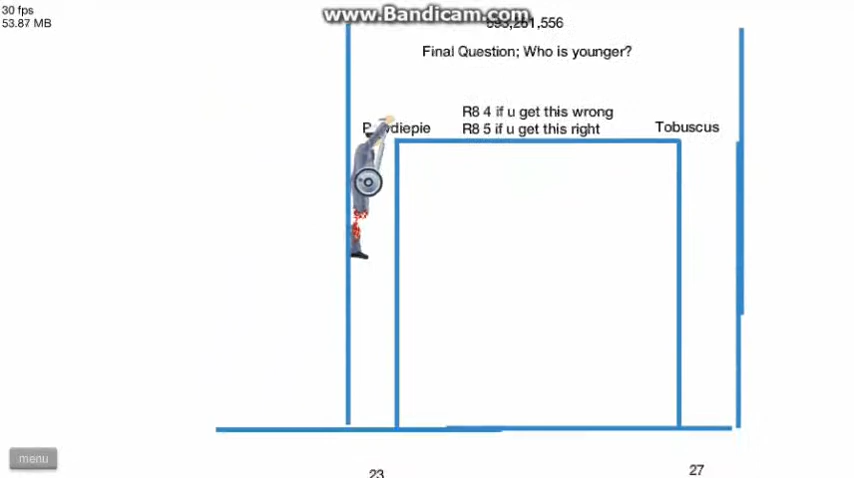 30 fps
53.87 MB
www.Bandicam.com
Final Question; Who is younger?
R8 4 if u get this wrong
R8 5 if u get this right
Tobuscus
menu
23
27